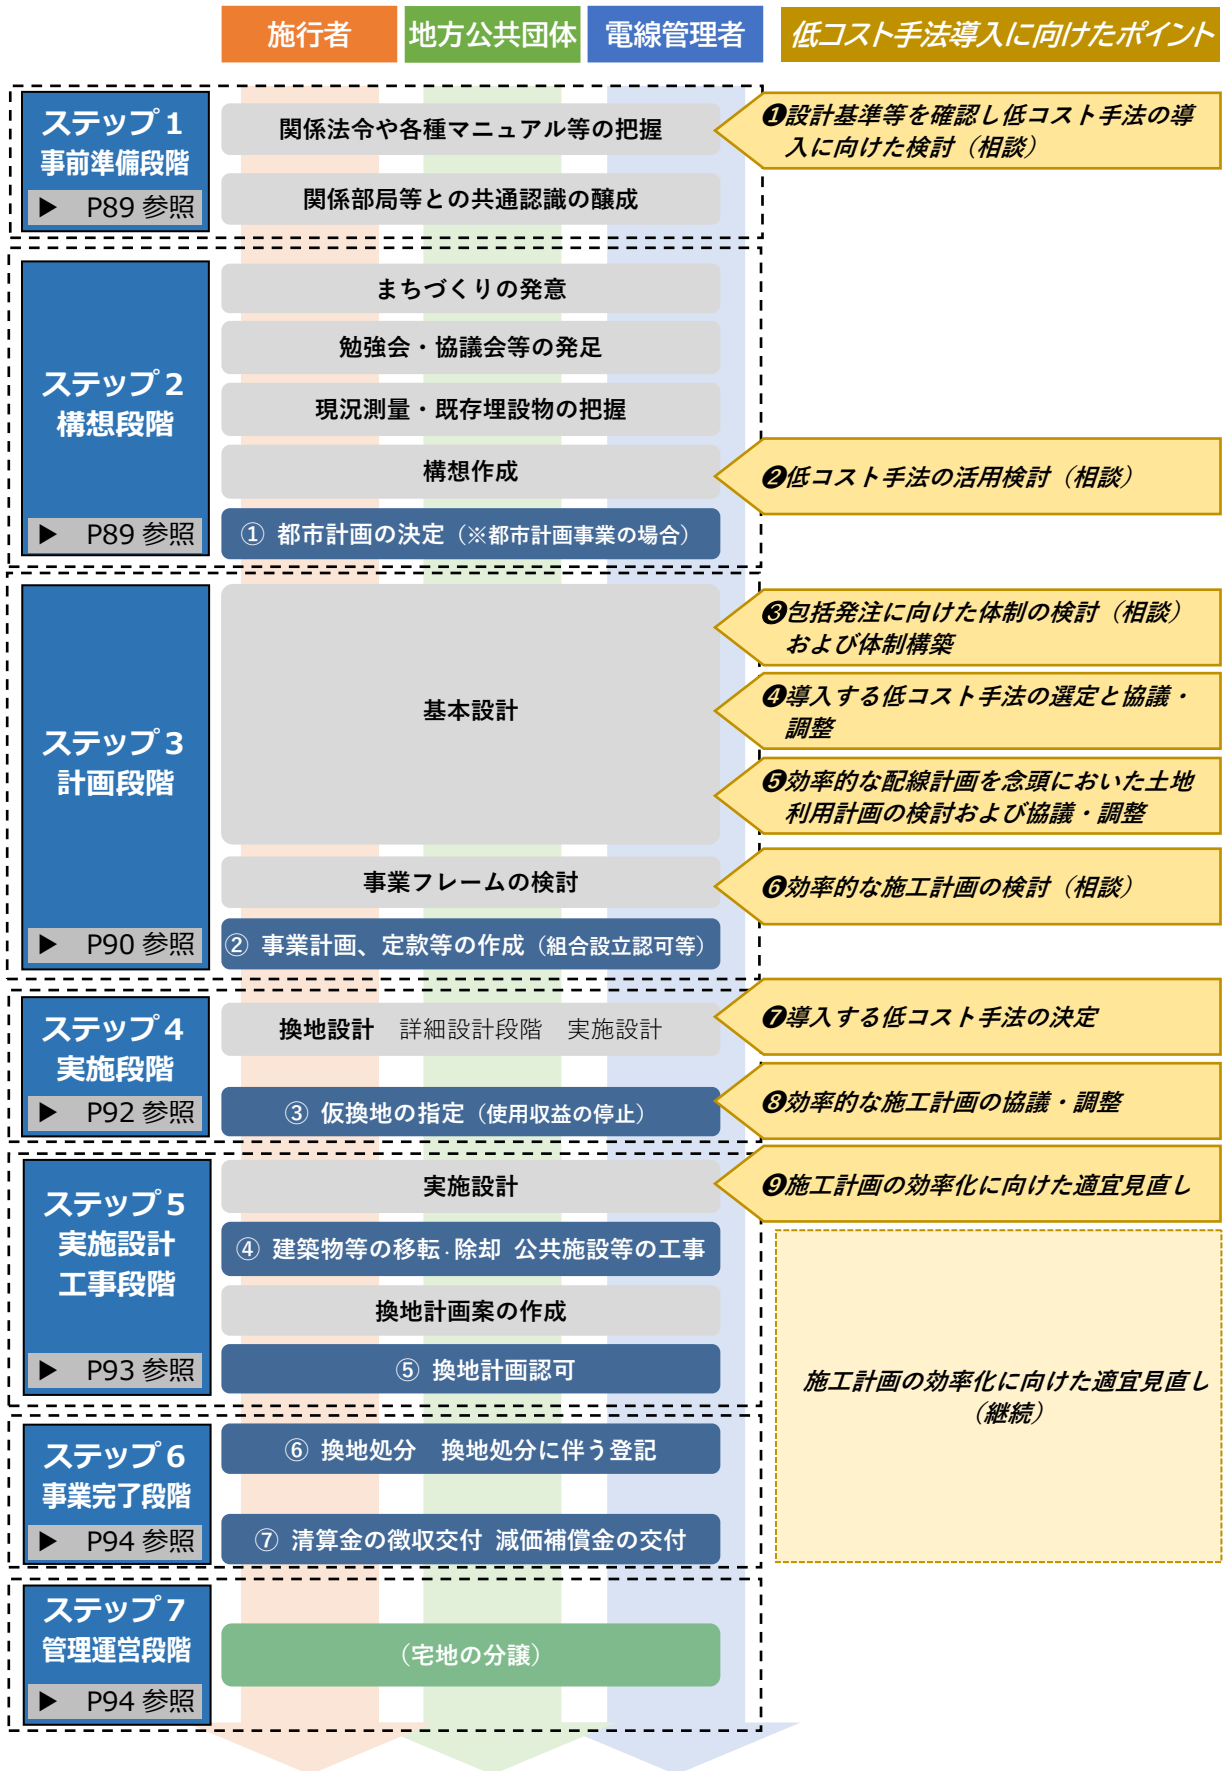 施行者
地方公共団体
電線管理者
低コスト手法導入に向けたポイント
ステップ1
事前準備段階
▶ P89 参照
関係法令や各種マニュアル等の把握
関係部局等との共通認識の醸成
❶設計基準等を確認し低コスト手法の導
入に向けた検討（相談）
ステップ2
構想段階
▶ P89 参照
まちづくりの発意
勉強会・協議会等の発足
現況測量・既存埋設物の把握
構想作成
① 都市計画の決定（※都市計画事業の場合）
❷低コスト手法の活用検討（相談）
ステップ3
計画段階
▶ P90 参照
基本設計
事業フレームの検討
② 事業計画、定款等の作成（組合設立認可等）
❸包括発注に向けた体制の検討（相談）
および体制構築
❹導入する低コスト手法の選定と協議・
調整
❺効率的な配線計画を念頭においた土地
利用計画の検討および協議・調整
❻効率的な施工計画の検討（相談）
ステップ4
実施段階
▶ P92 参照
換地設計　詳細設計段階　実施設計
③ 仮換地の指定（使用収益の停止）
❼導入する低コスト手法の決定
❽効率的な施工計画の協議・調整
ステップ5
実施設計
工事段階
▶ P93 参照
実施設計
④ 建築物等の移転·除却 公共施設等の工事
換地計画案の作成
⑤ 換地計画認可
❾施工計画の効率化に向けた適宜見直し
施工計画の効率化に向けた適宜見直し
（継続）
ステップ6
事業完了段階
▶ P94 参照
⑥ 換地処分　換地処分に伴う登記
⑦ 清算金の徴収交付 減価補償金の交付
ステップ7
管理運営段階
▶ P94 参照
（宅地の分譲）